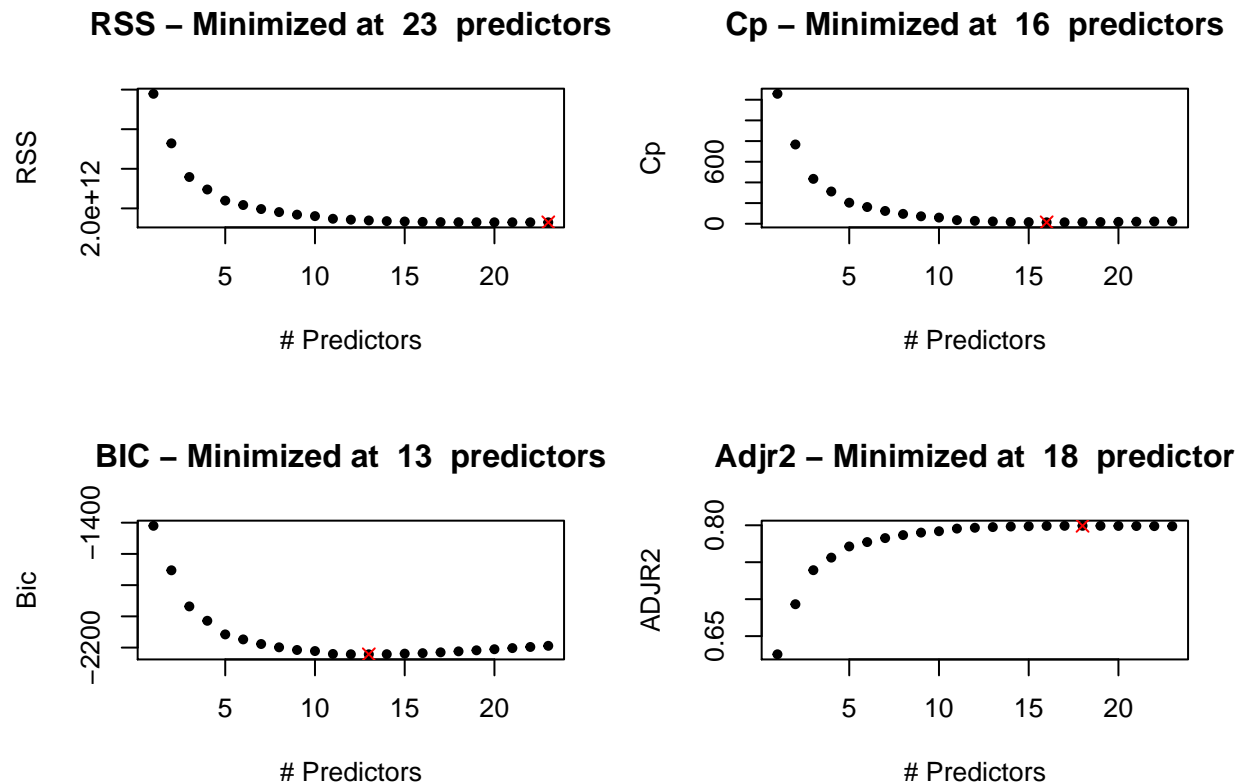 RSS – Minimized at  23  predictors
RSS
2.0e+12
5 10 15 20
# Predictors
Cp – Minimized at  16  predictors
Cp
0 600
5 10 15 20
# Predictors
BIC – Minimized at  13  predictors
Bic
−2200 −1400
5 10 15 20
# Predictors
Adjr2 – Minimized at  18  predictor
ADJR2
0.65 0.80
5 10 15 20
# Predictors